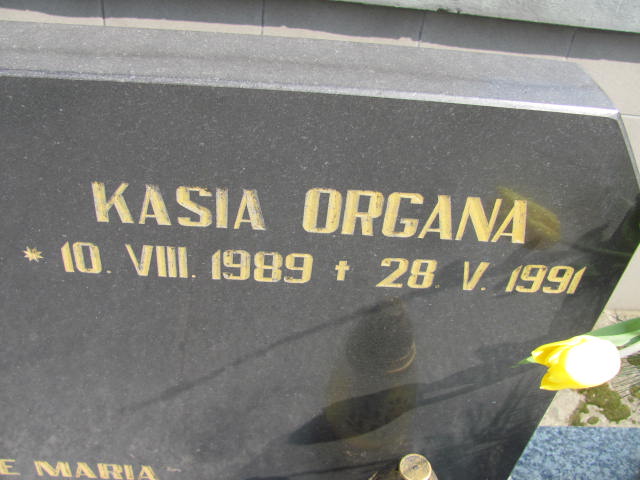 KASIA ORGANA
* 10. VIII. 1989 ✝ 28. V. 1991
E MARIA